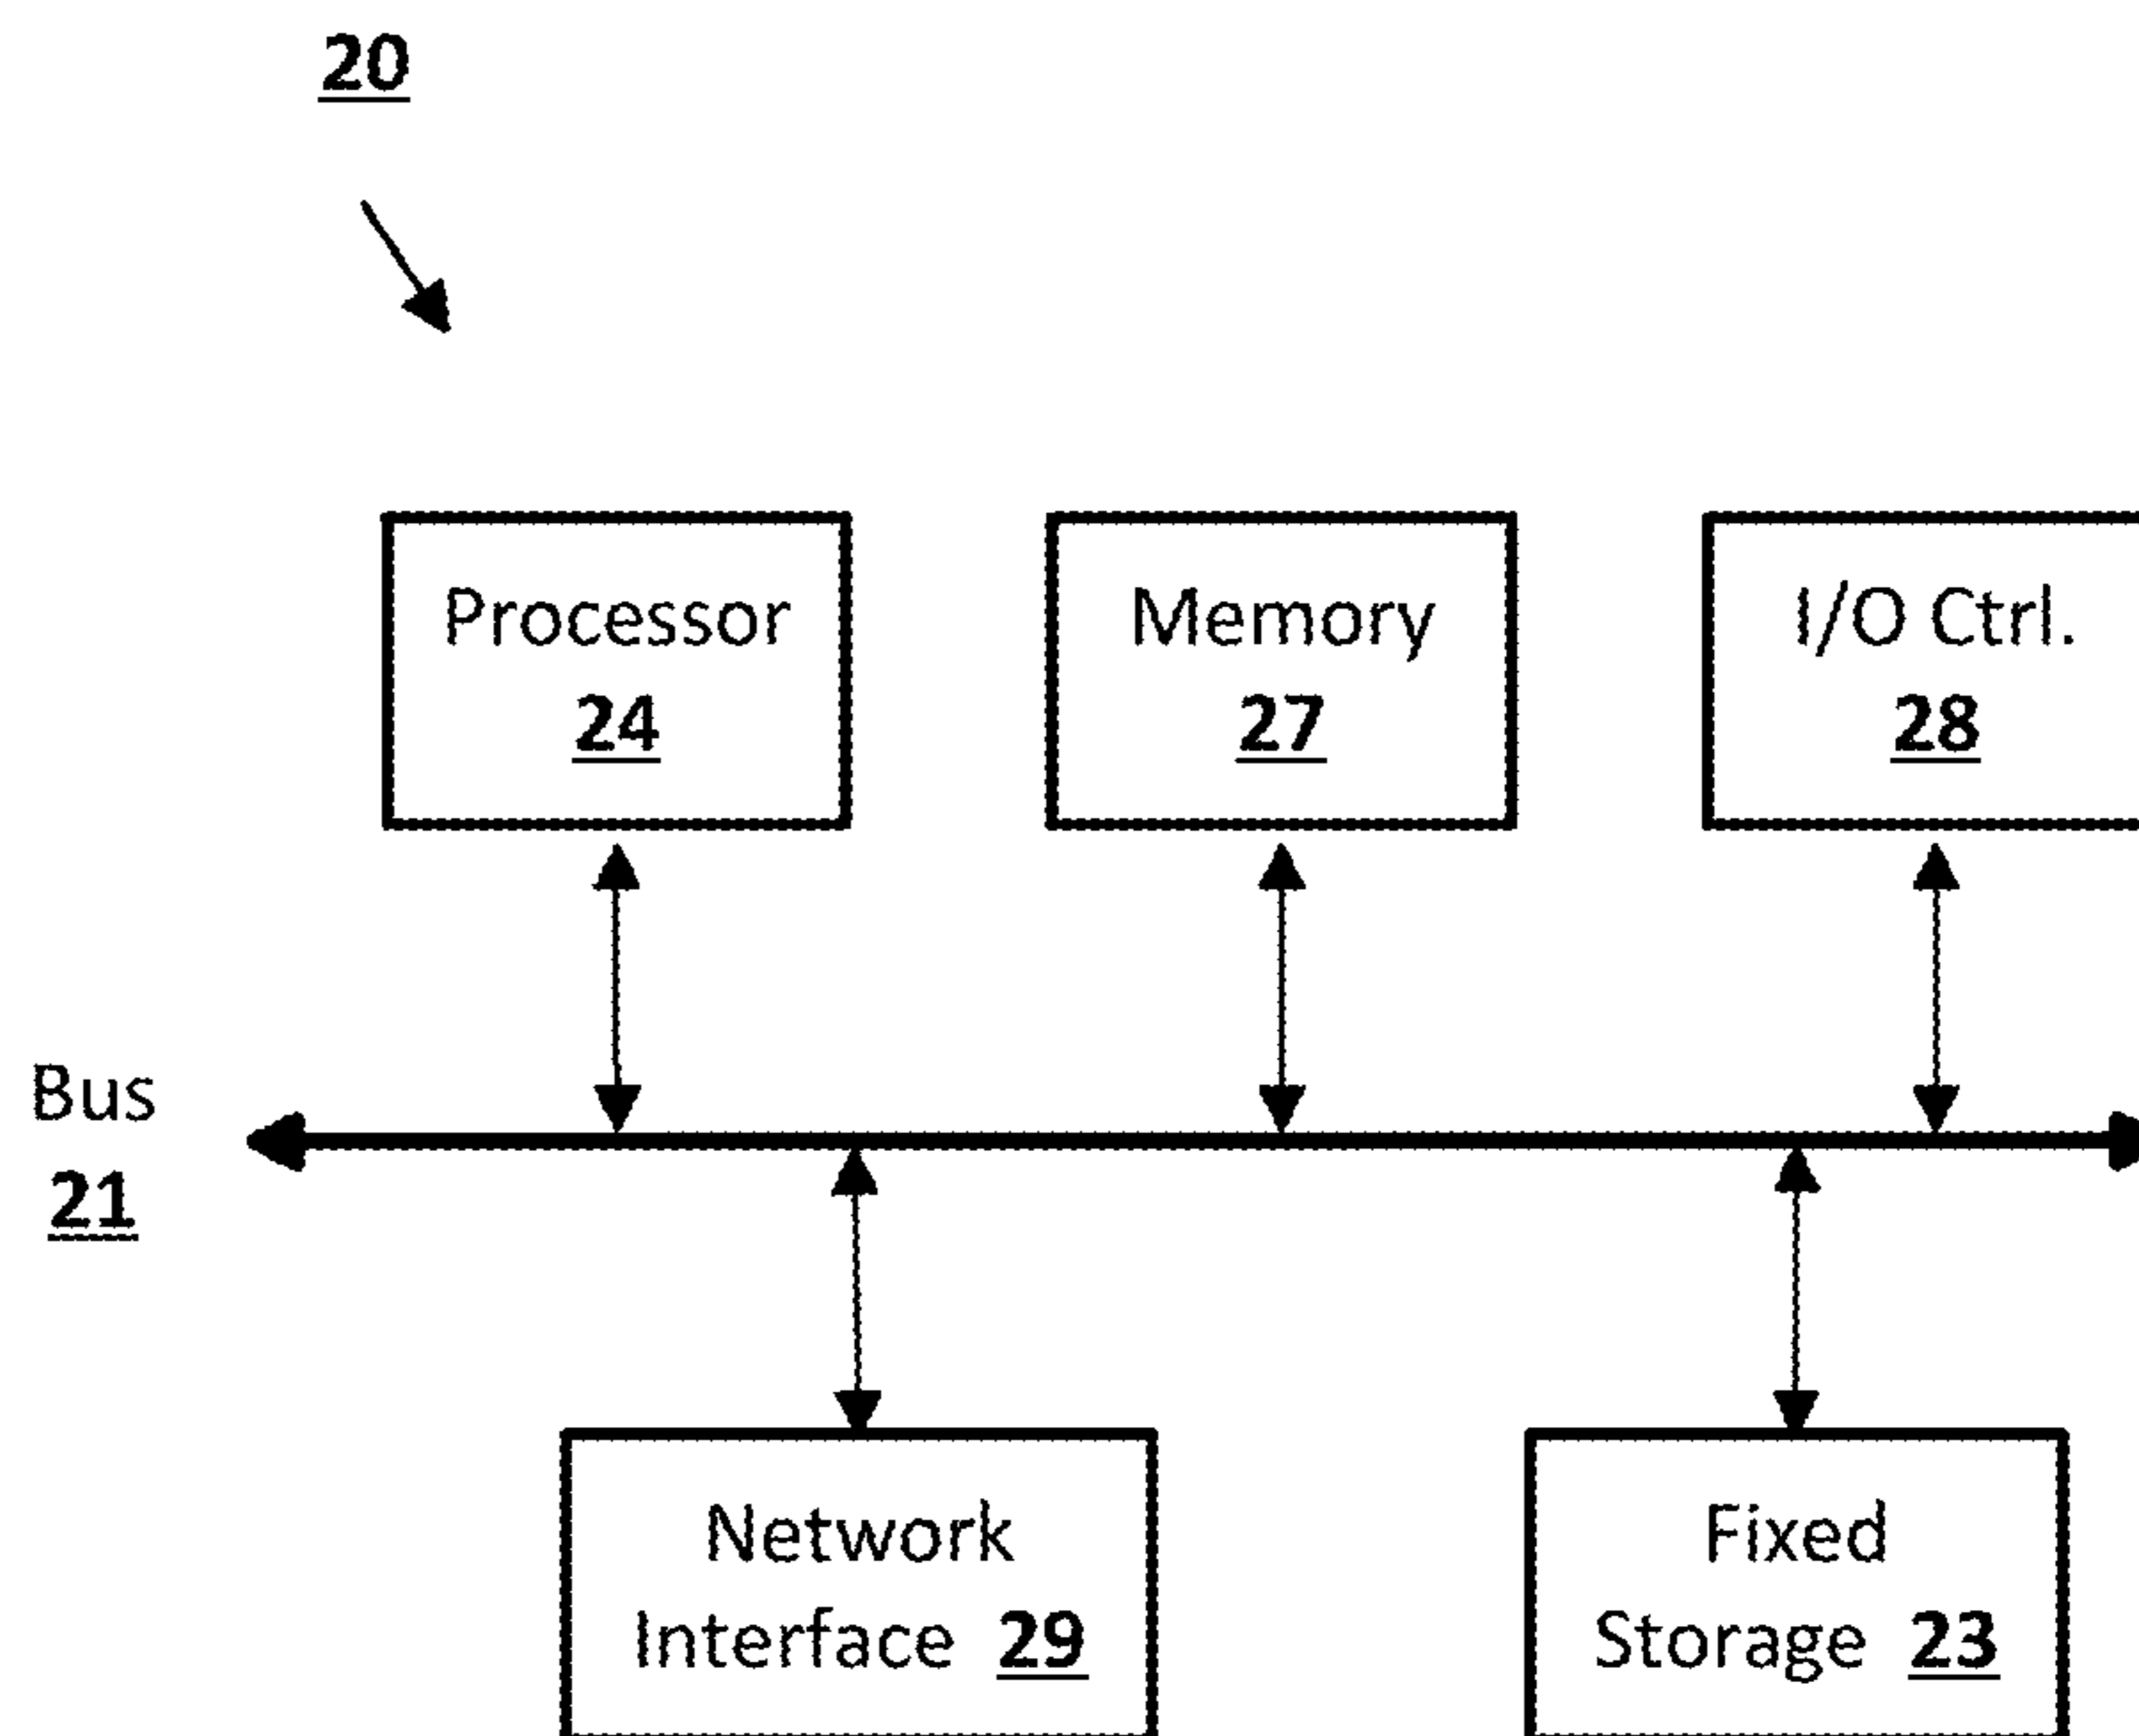 20
Processor
24
Memory
27
I/O Ctrl.
28
Bus
21
Network
Interface 29
Fixed
Storage 23